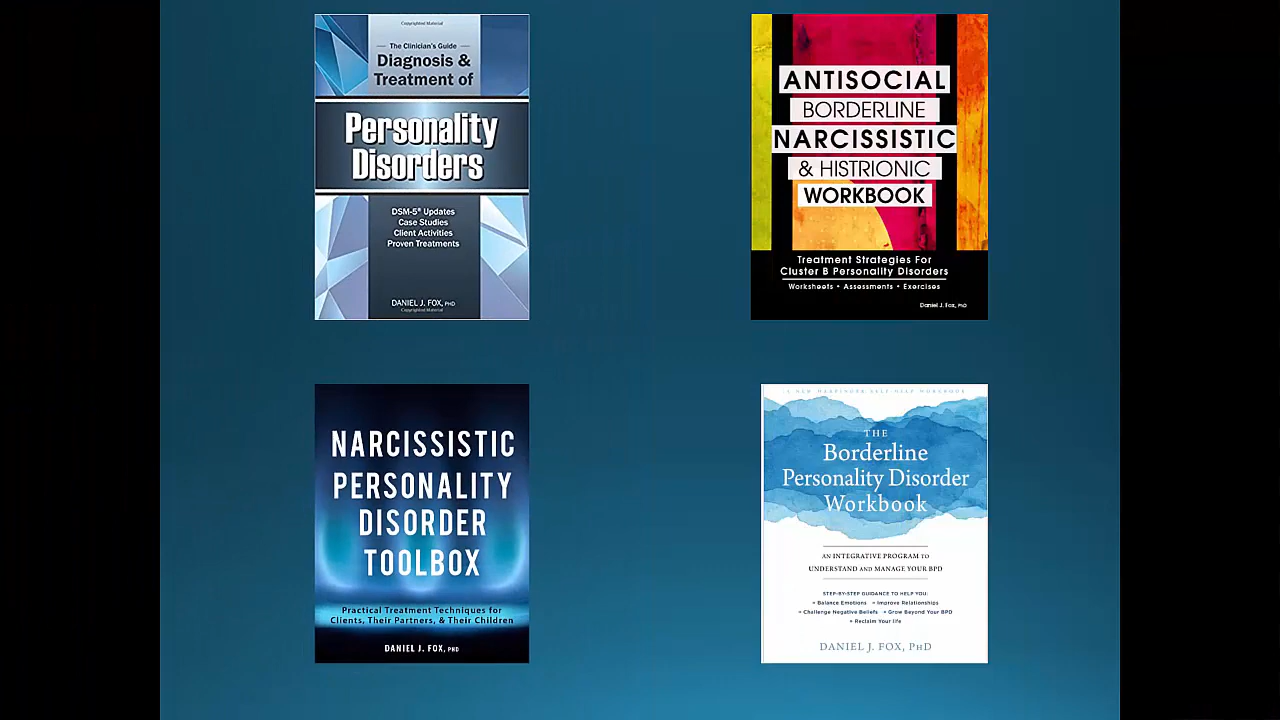 Copyrighted Material
The Clinician's Guide
Diagnosis &
Treatment of
Personality
Disorders
DSM-5® Updates
Case Studies
Client Activities
Proven Treatments
DANIEL J. FOX, PHD
Copyrighted Material
ANTISOCIAL
BORDERLINE
NARCISSISTIC
& HISTRIONIC
WORKBOOK
Treatment Strategies For
Cluster B Personality Disorders
Worksheets • Assessments • Exercises
Daniel J. Fox, PhD
NARCISSISTIC
PERSONALITY
DISORDER
TOOLBOX
Practical Treatment Techniques for
Clients, Their Partners, & Their Children
DANIEL J. FOX, PHD
A NEW HARBINGER SELF-HELP WORKBOOK
THE
Borderline
Personality Disorder
Workbook
AN INTEGRATIVE PROGRAM TO
UNDERSTAND AND MANAGE YOUR BPD
STEP-BY-STEP GUIDANCE TO HELP YOU:
• Balance Emotions • Improve Relationships
• Challenge Negative Beliefs • Grow Beyond Your BPD
• Reclaim Your life
DANIEL J. FOX, PHD